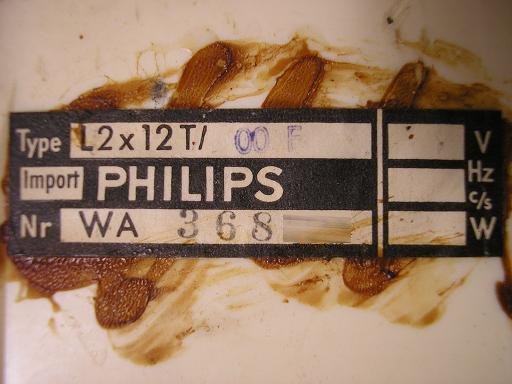 Type L2x12T/ 00 F V
Import PHILIPS Hz c/s
Nr WA 368 W